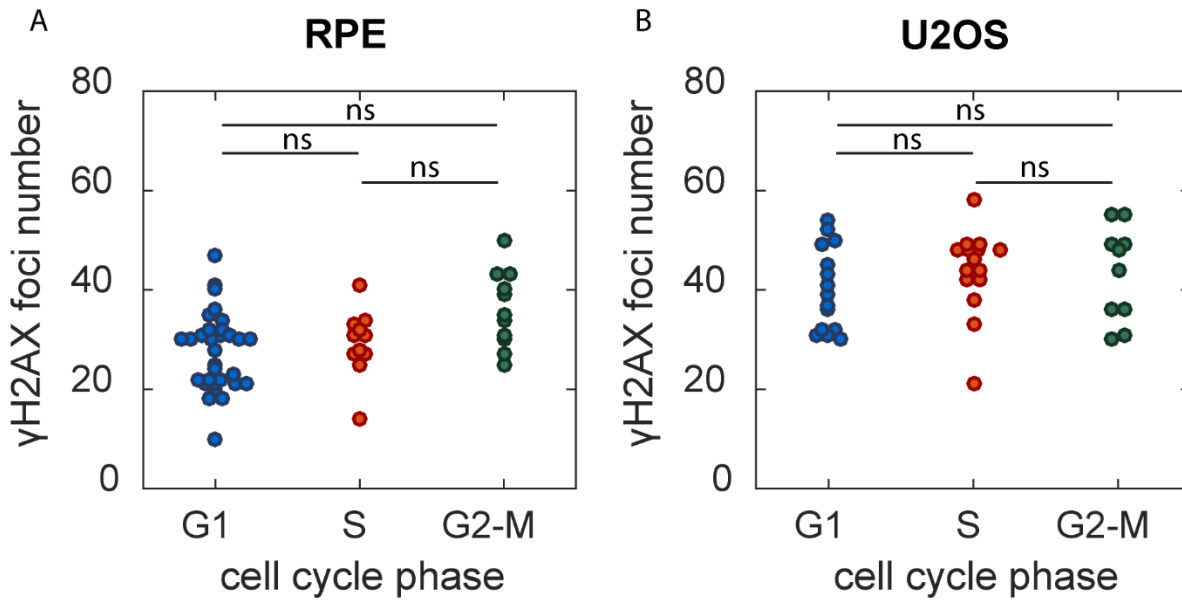 A
RPE
80
60
40
20
0
γH2AX foci number
ns
ns
ns
G1 S G2-M
cell cycle phase
B
U2OS
80
60
40
20
0
γH2AX foci number
ns
ns
ns
G1 S G2-M
cell cycle phase